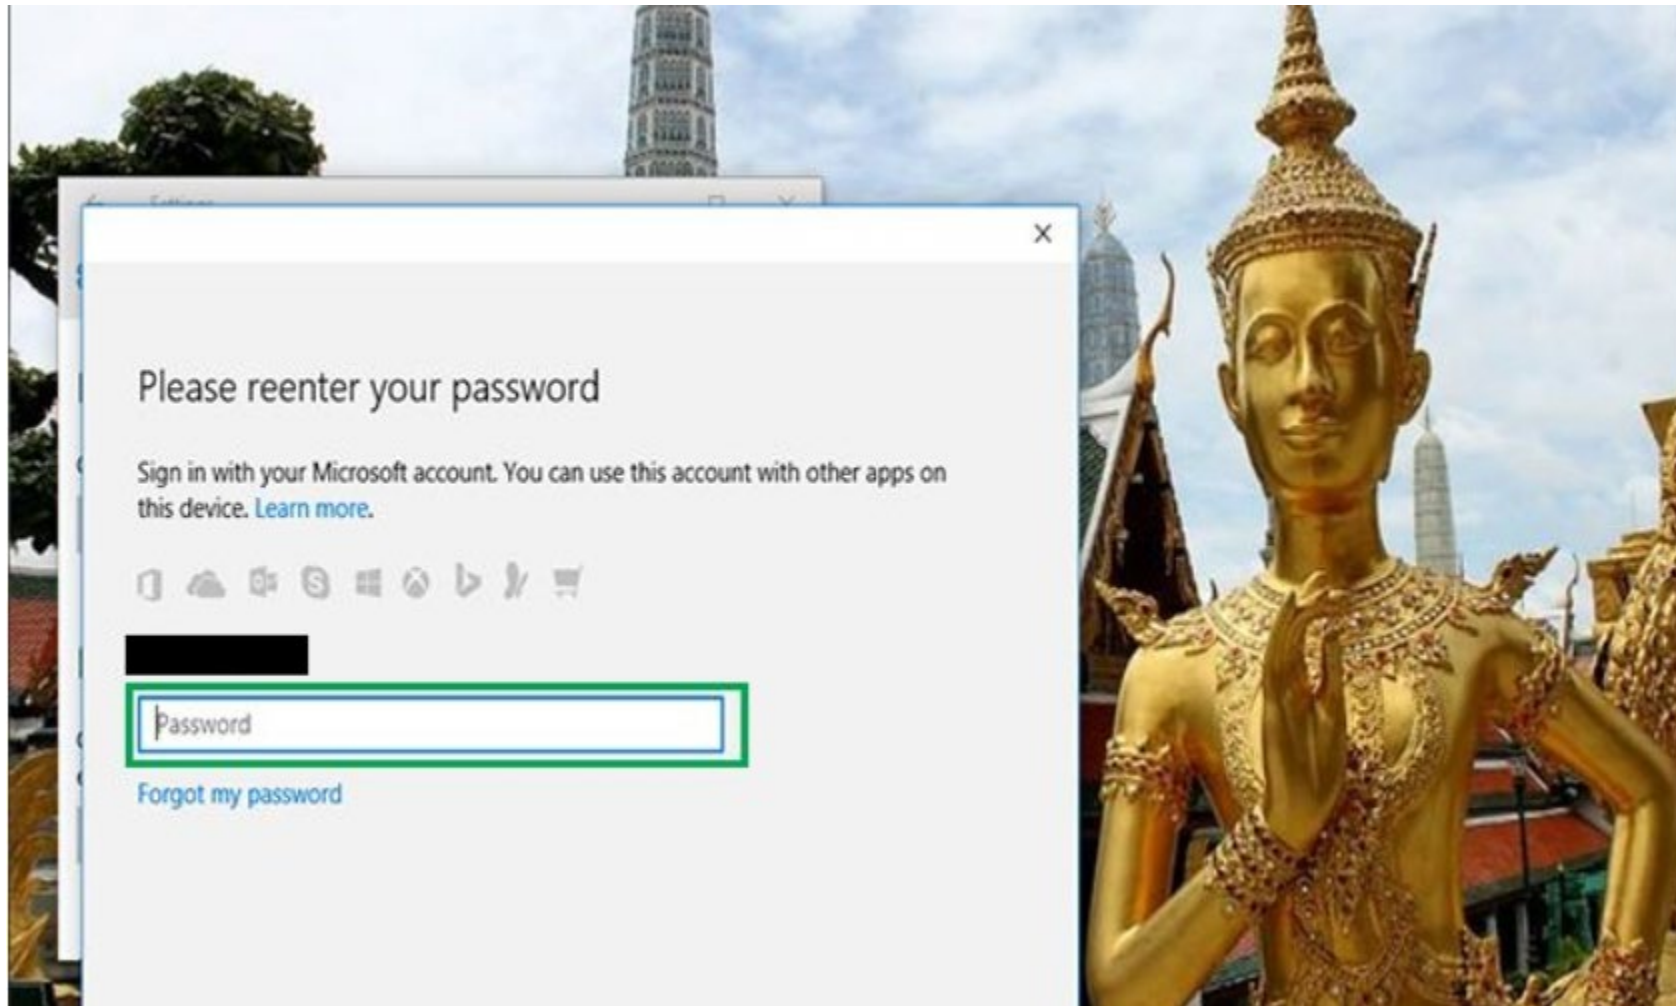 Settings
Please reenter your password
Sign in with your Microsoft account. You can use this account with other apps on
this device. Learn more.
Password
Forgot my password